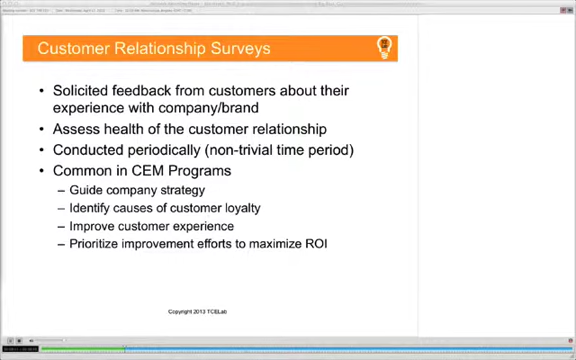 Customer Relationship Surveys
• Solicited feedback from customers about their
experience with company/brand
• Assess health of the customer relationship
• Conducted periodically (non-trivial time period)
• Common in CEM Programs
– Guide company strategy
– Identify causes of customer loyalty
– Improve customer experience
– Prioritize improvement efforts to maximize ROI
Copyright 2013 TCELab